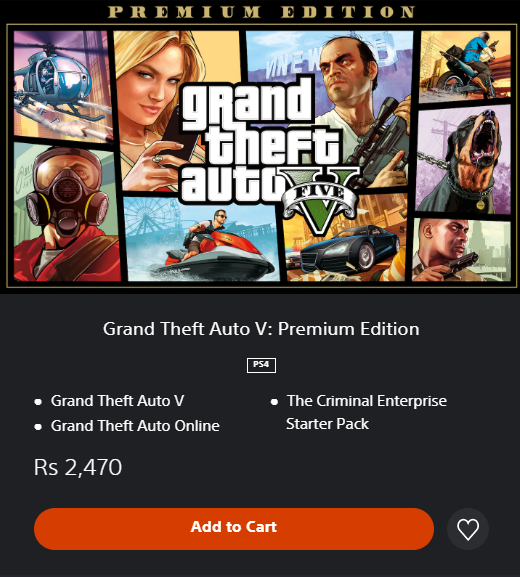 PREMIUM EDITION
VINEWOOD
grand
theft
auto V
FIVE
Grand Theft Auto V: Premium Edition
PS4
Grand Theft Auto V
Grand Theft Auto Online
The Criminal Enterprise
Starter Pack
Rs 2,470
Add to Cart